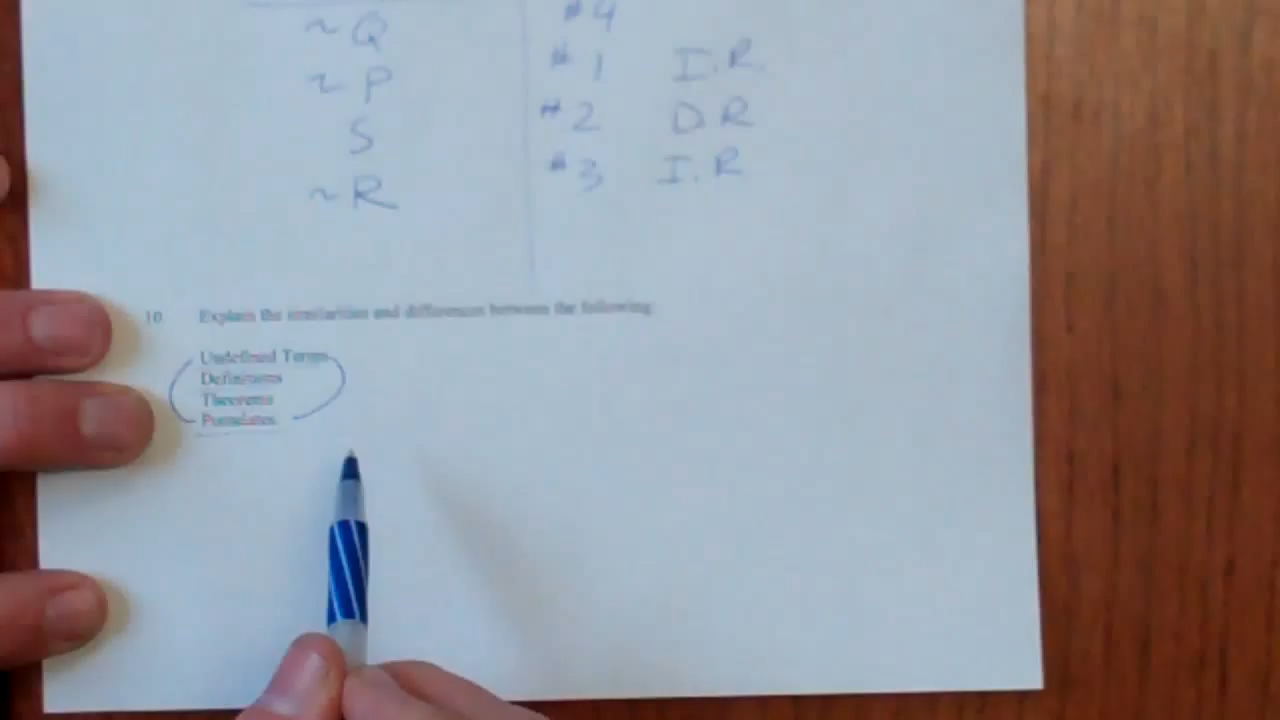 ~Q #4
~P #1 I.R.
S #2 D.R
~R #3 I.R
10 Explain the similarities and differences between the following
Undefined Terms
Definitions
Theorems
Postulates